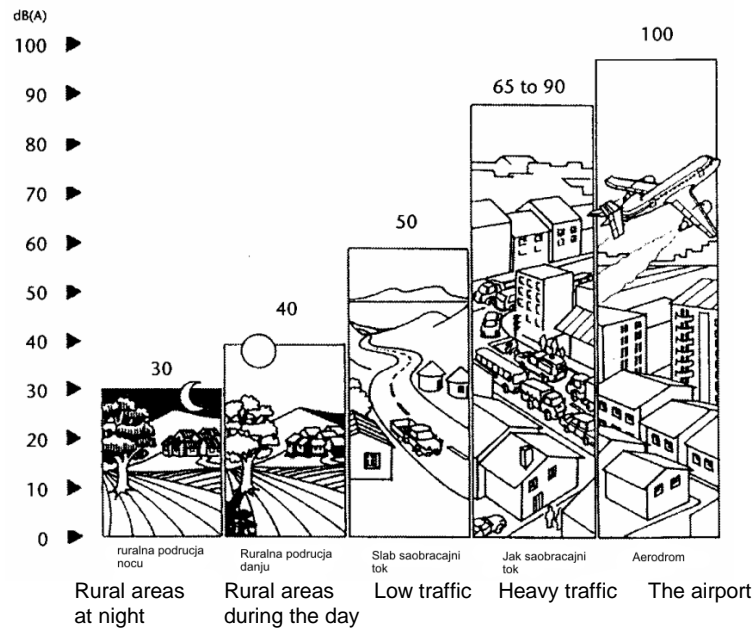 dB(A)
100
90
80
70
60
50
40
30
20
10
0
30
40
50
65 to 90
100
ruralna podrucja
nocu
Ruralna podrucja
danju
Slab saobracajni
tok
Jak saobracajni
tok
Aerodrom
Rural areas
at night
Rural areas
during the day
Low traffic
Heavy traffic
The airport